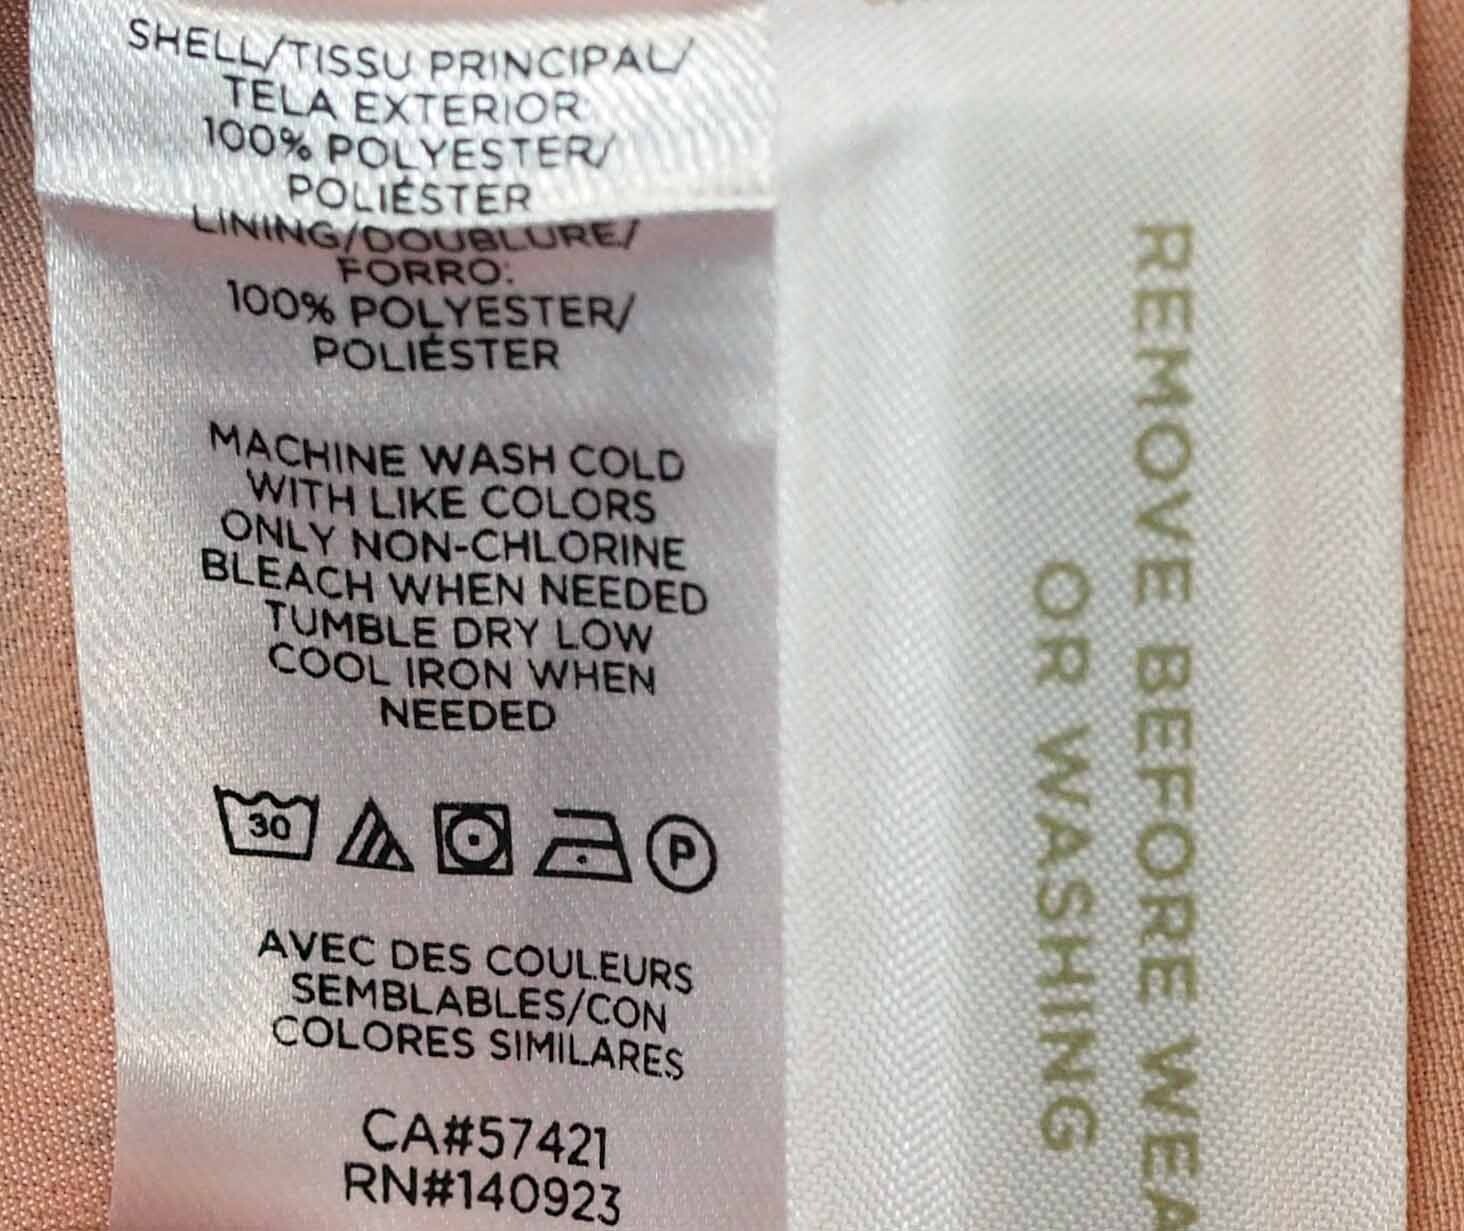 SHELL/TISSU PRINCIPAL/
TELA EXTERIOR:
100% POLYESTER/
POLIÉSTER
LINING/DOUBLURE/
FORRO:
100% POLYESTER/
POLIÉSTER
MACHINE WASH COLD
WITH LIKE COLORS
ONLY NON-CHLORINE
BLEACH WHEN NEEDED
TUMBLE DRY LOW
COOL IRON WHEN
NEEDED
30 P
AVEC DES COULEURS
SEMBLABLES/CON
COLORES SIMILARES
CA#57421
RN#140923
REMOVE BEFORE WEA
OR WASHING